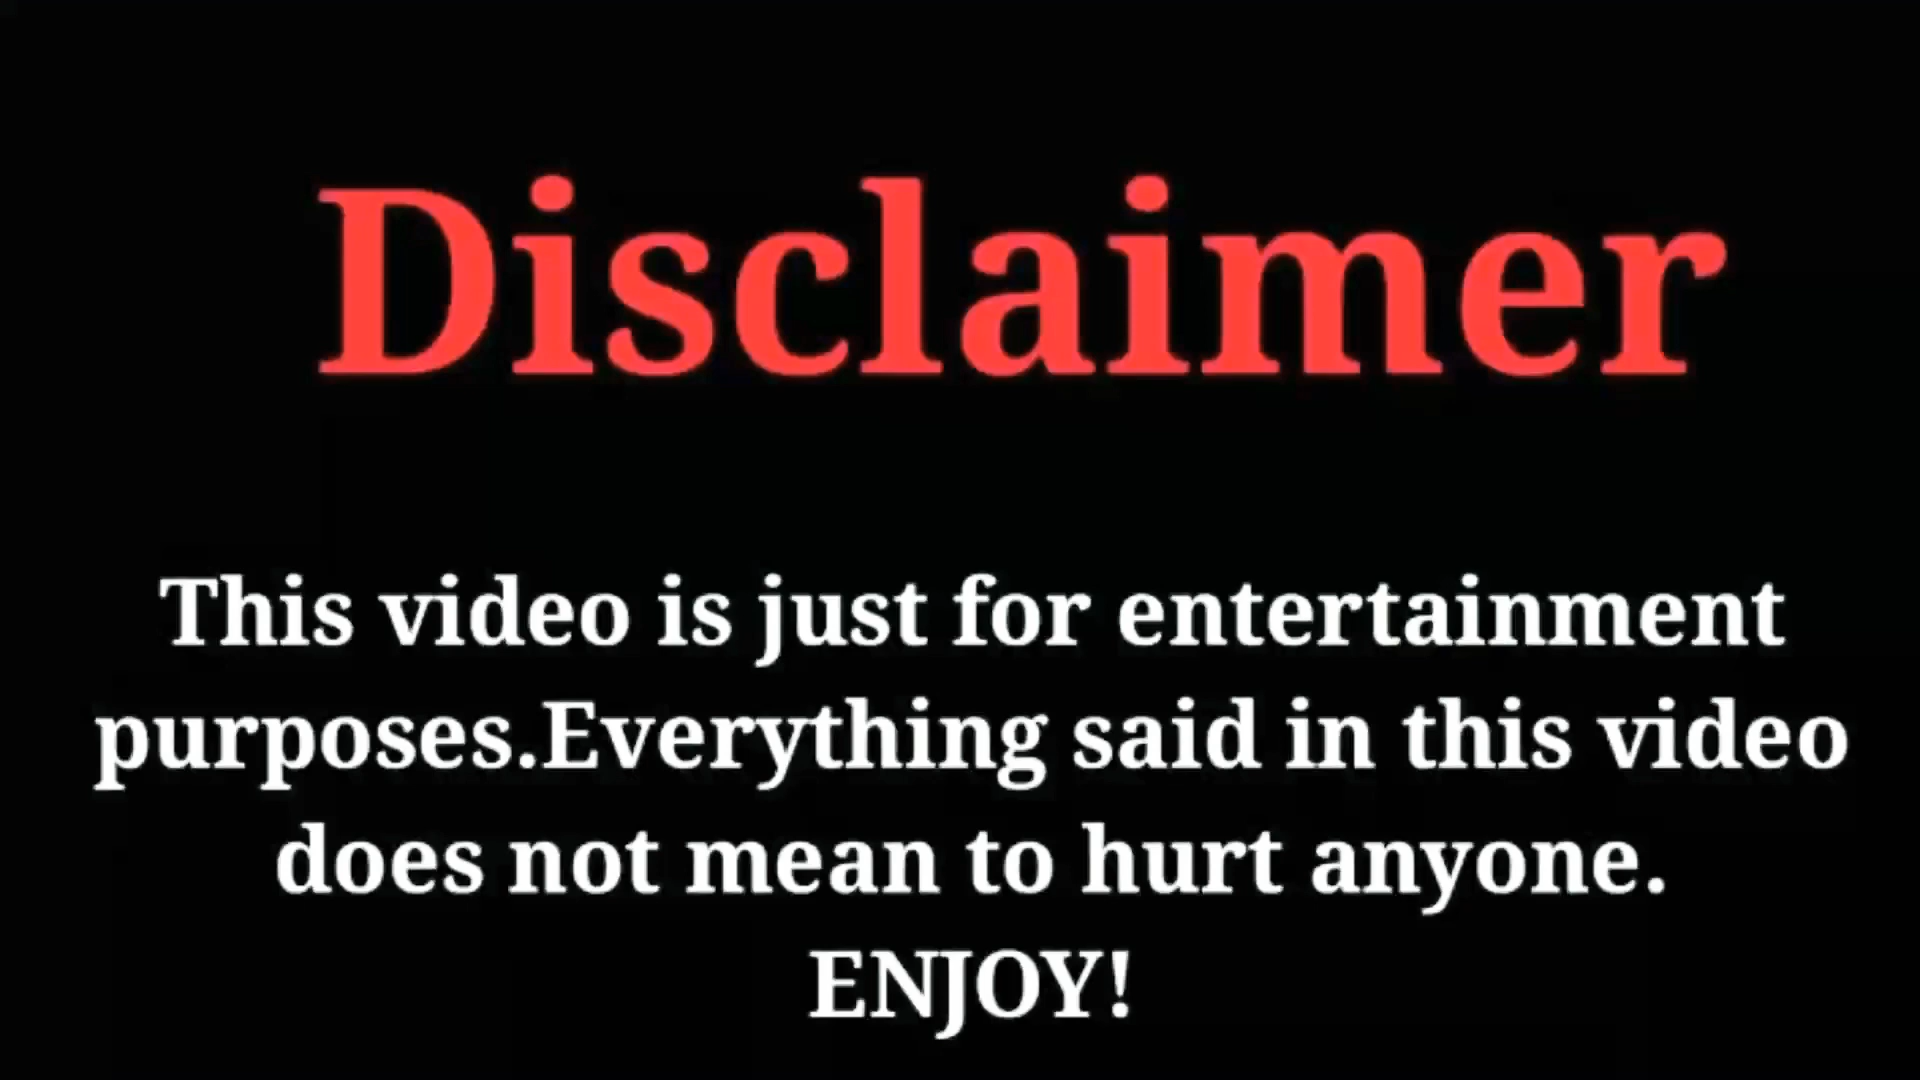 Disclaimer
This video is just for entertainment
purposes.Everything said in this video
does not mean to hurt anyone.
ENJOY!